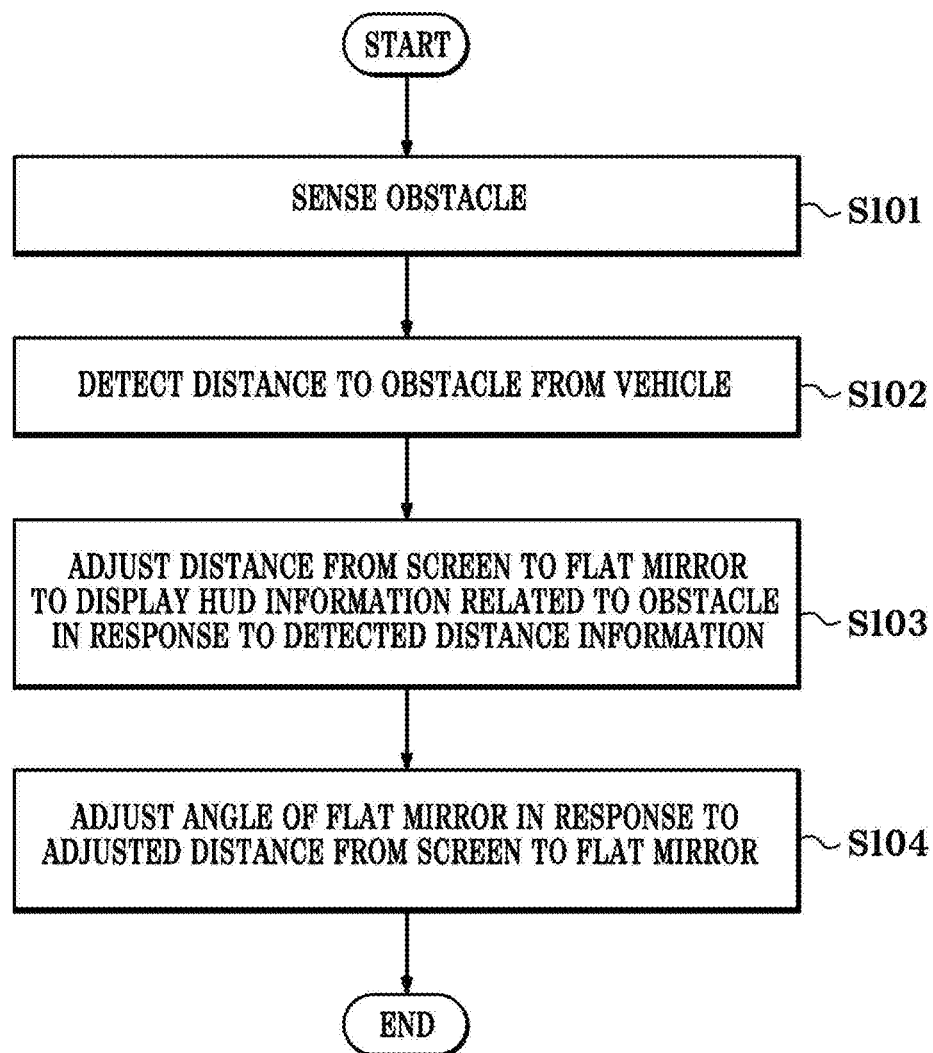 START
SENSE OBSTACLE
S101
DETECT DISTANCE TO OBSTACLE FROM VEHICLE
S102
ADJUST DISTANCE FROM SCREEN TO FLAT MIRROR
TO DISPLAY HUD INFORMATION RELATED TO OBSTACLE
IN RESPONSE TO DETECTED DISTANCE INFORMATION
S103
ADJUST ANGLE OF FLAT MIRROR IN RESPONSE TO
ADJUSTED DISTANCE FROM SCREEN TO FLAT MIRROR
S104
END